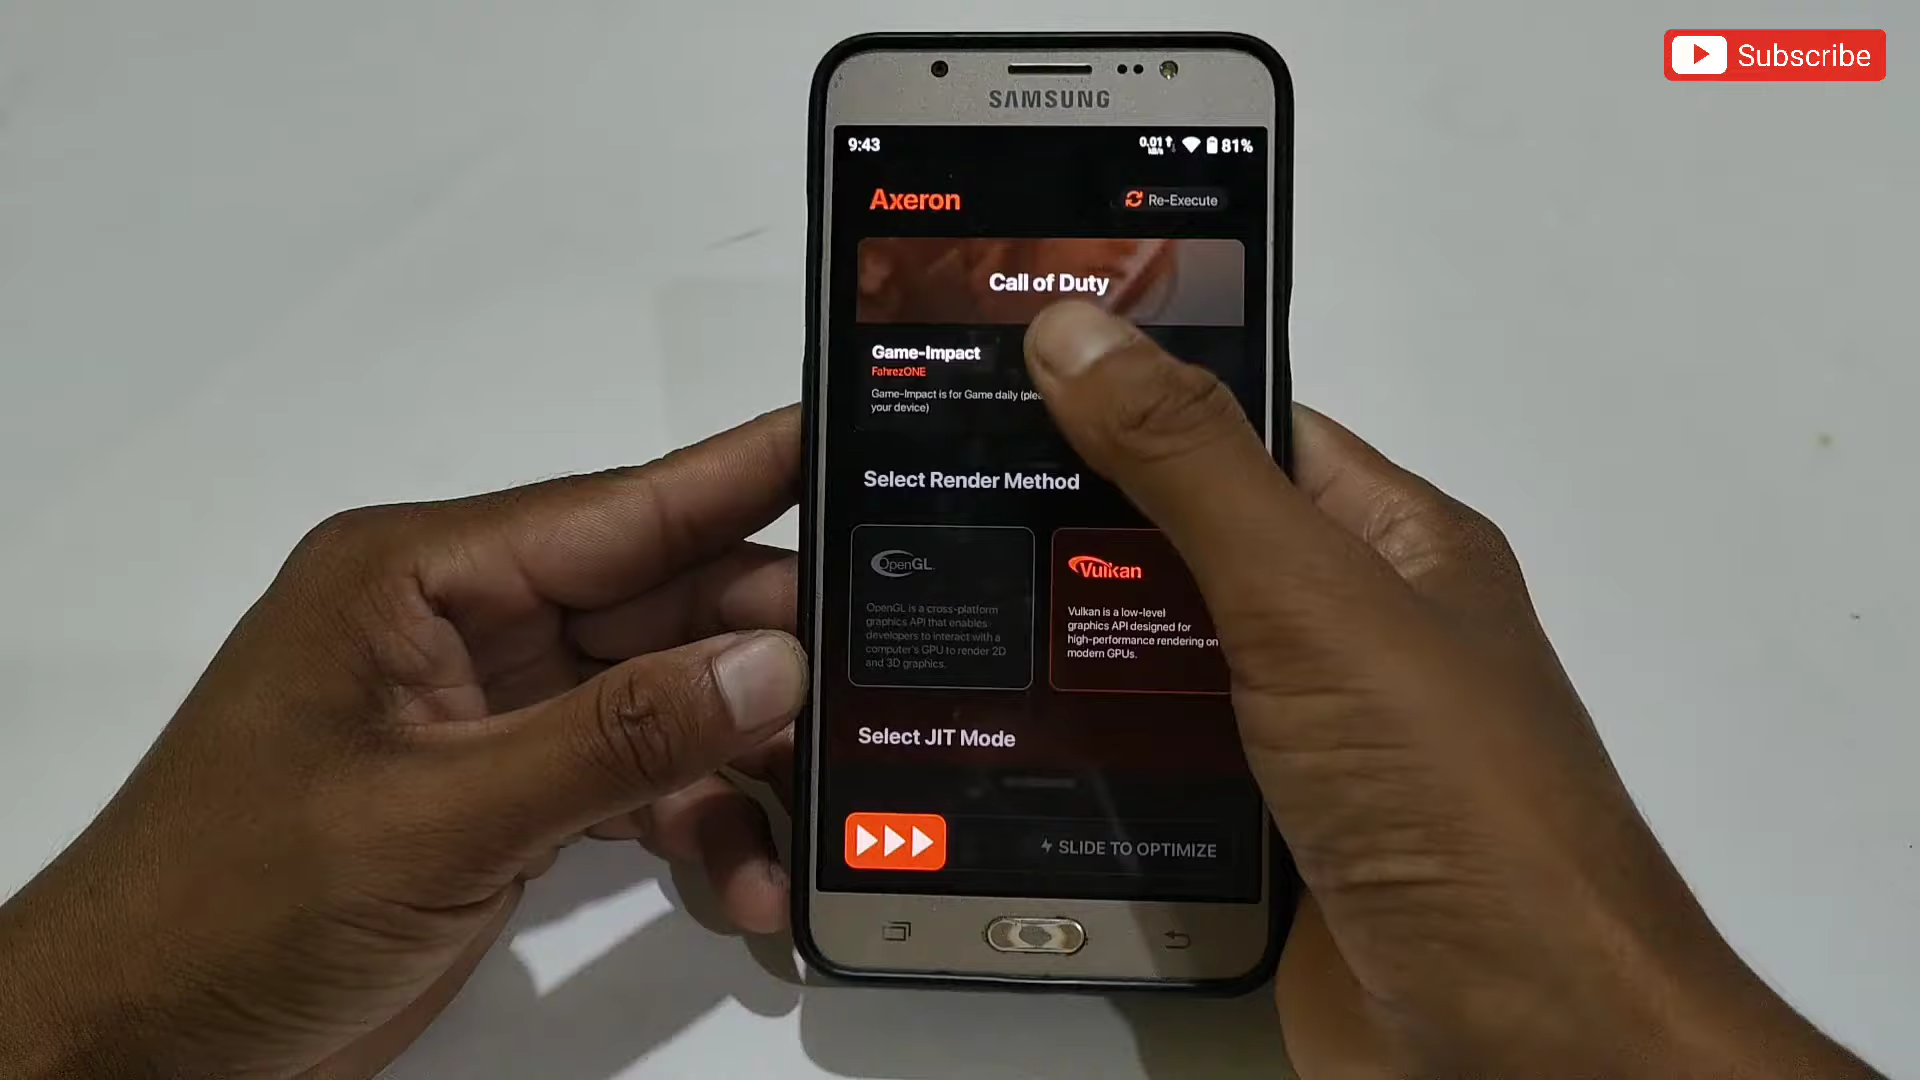 Subscribe
SAMSUNG
9:43
0.01
81%
Axeron
Re-Execute
Call of Duty
Game-Impact
FahrezONE
Game-Impact is for Game daily
your device)
Select Render Method
OpenGL.
OpenGL is a cross-platform
graphics API that enables
developers to interact with a
computer's GPU to render 2D
and 3D graphics.
Vulkan
Vulkan is a low-level
graphics API designed for
high-performance rendering on
modern GPUs.
Select JIT Mode
SLIDE TO OPTIMIZE